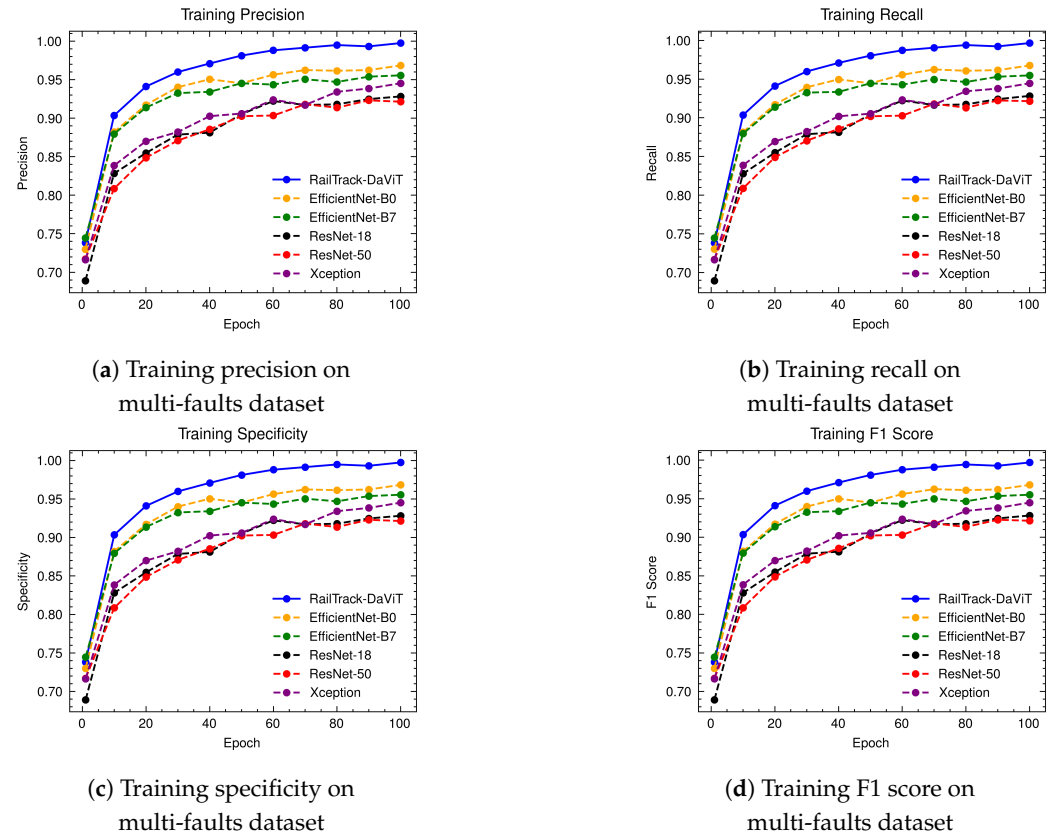 Training Precision
1.00
0.95
0.90
0.85
0.80
0.75
0.70
Precision
RailTrack-DaViT
EfficientNet-B0
EfficientNet-B7
ResNet-18
ResNet-50
Xception
0 20 40 60 80 100
Epoch
(a) Training precision on
multi-faults dataset
Training Recall
1.00
0.95
0.90
0.85
0.80
0.75
0.70
Recall
RailTrack-DaViT
EfficientNet-B0
EfficientNet-B7
ResNet-18
ResNet-50
Xception
0 20 40 60 80 100
Epoch
(b) Training recall on
multi-faults dataset
Training Specificity
1.00
0.95
0.90
0.85
0.80
0.75
0.70
Specificity
RailTrack-DaViT
EfficientNet-B0
EfficientNet-B7
ResNet-18
ResNet-50
Xception
0 20 40 60 80 100
Epoch
(c) Training specificity on
multi-faults dataset
Training F1 Score
1.00
0.95
0.90
0.85
0.80
0.75
0.70
F1 Score
RailTrack-DaViT
EfficientNet-B0
EfficientNet-B7
ResNet-18
ResNet-50
Xception
0 20 40 60 80 100
Epoch
(d) Training F1 score on
multi-faults dataset